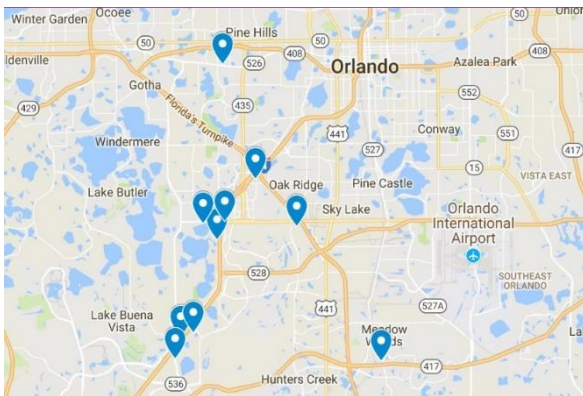 Ocoee
Winter Garden
Pine Hills
50
50
50
408
408
ldenville
526
Orlando
Azalea Park
Gotha
429
435
552
Florida's Turnpike
441
Conway
551
Windermere
527
417
15
VISTA EAST
Oak Ridge
Pine Castle
Lake Butler
Sky Lake
Orlando
International
Airport
528
SOUTHEAST
ORLANDO
441
527A
Lake Buena
Vista
Meadow
417
536
Hunters Creek